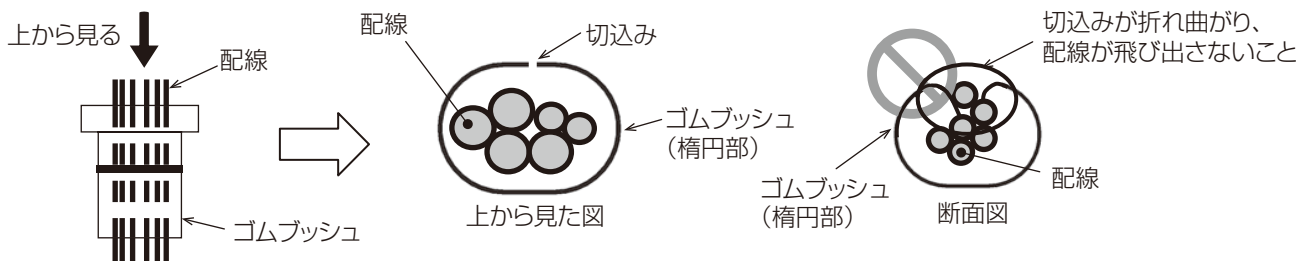 上から見る
配線
ゴムブッシュ
配線
切込み
ゴムブッシュ
（楕円部）
上から見た図
切込みが折れ曲がり、
配線が飛び出さないこと
ゴムブッシュ
（楕円部）
配線
断面図